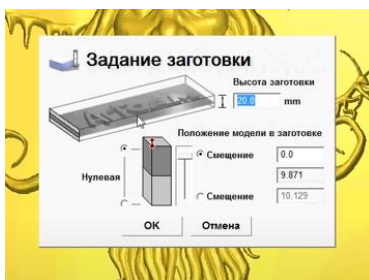 Задание заготовки
Высота заготовки
20.0 mm
Положение модели в заготовке
Смещение 0.0
Нулевая 9.871
Смещение 10.129
OK Отмена